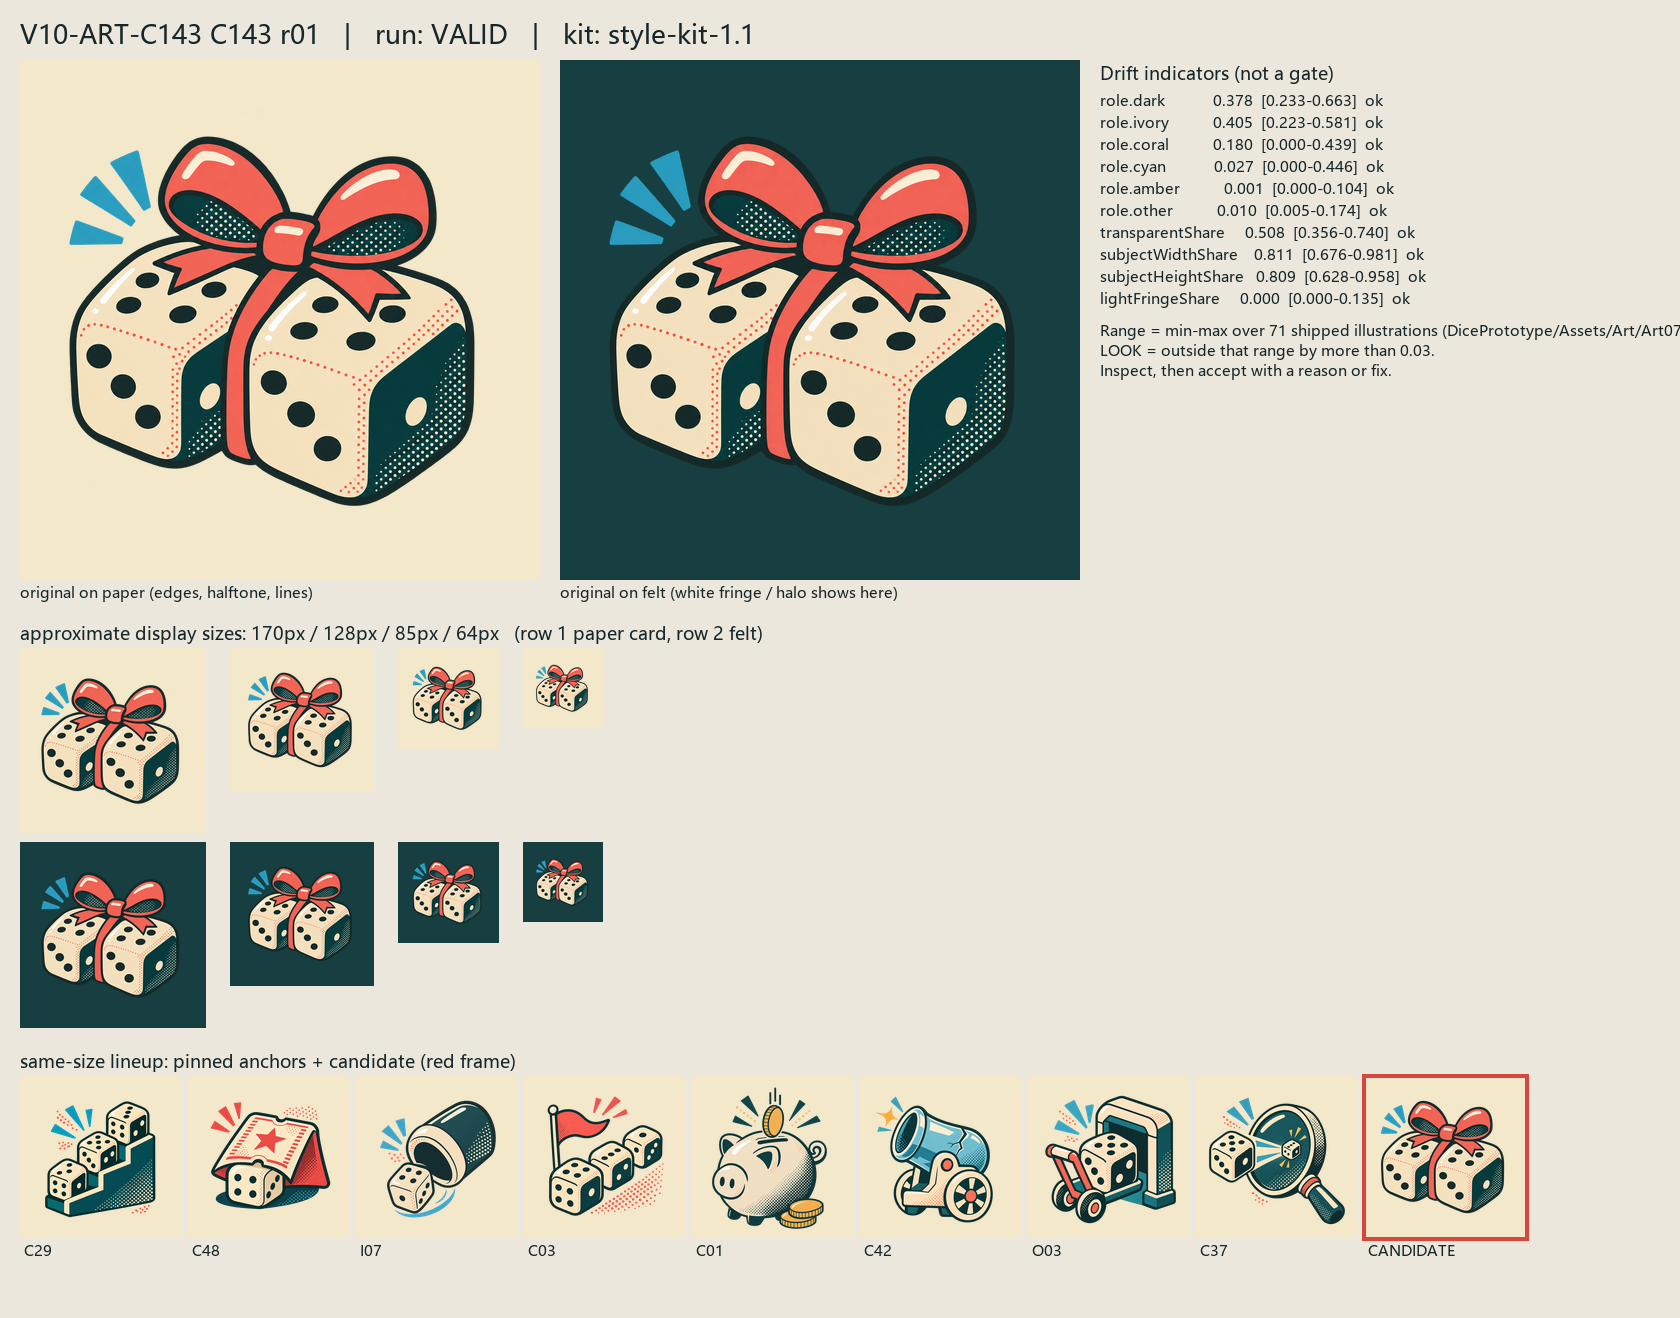 V10-ART-C143 C143 r01   |   run: VALID   |   kit: style-kit-1.1
original on paper (edges, halftone, lines)
original on felt (white fringe / halo shows here)
Drift indicators (not a gate)
role.dark 0.378 [0.233-0.663] ok
role.ivory 0.405 [0.223-0.581] ok
role.coral 0.180 [0.000-0.439] ok
role.cyan 0.027 [0.000-0.446] ok
role.amber 0.001 [0.000-0.104] ok
role.other 0.010 [0.005-0.174] ok
transparentShare 0.508 [0.356-0.740] ok
subjectWidthShare 0.811 [0.676-0.981] ok
subjectHeightShare 0.809 [0.628-0.958] ok
lightFringeShare 0.000 [0.000-0.135] ok
Range = min-max over 71 shipped illustrations (DicePrototype/Assets/Art/Art07
LOOK = outside that range by more than 0.03.
Inspect, then accept with a reason or fix.
approximate display sizes: 170px / 128px / 85px / 64px (row 1 paper card, row 2 felt)
same-size lineup: pinned anchors + candidate (red frame)
C29
C48
I07
C03
C01
C42
O03
C37
CANDIDATE